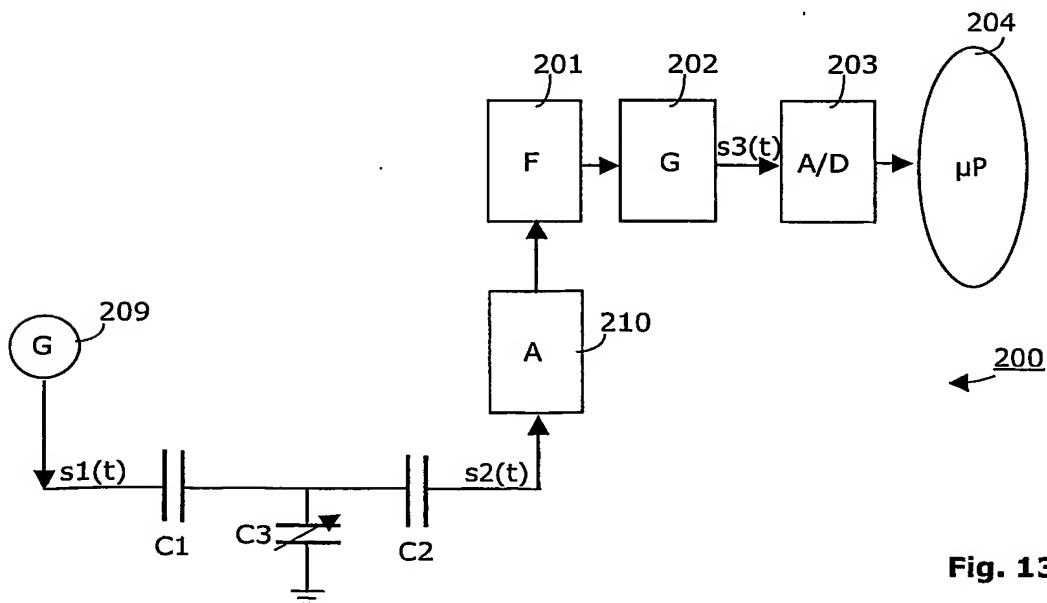 204
201
202
203
F
G
s3(t)
A/D
µP
209
G
210
A
200
s1(t)
s2(t)
C3
C1
C2
Fig. 13